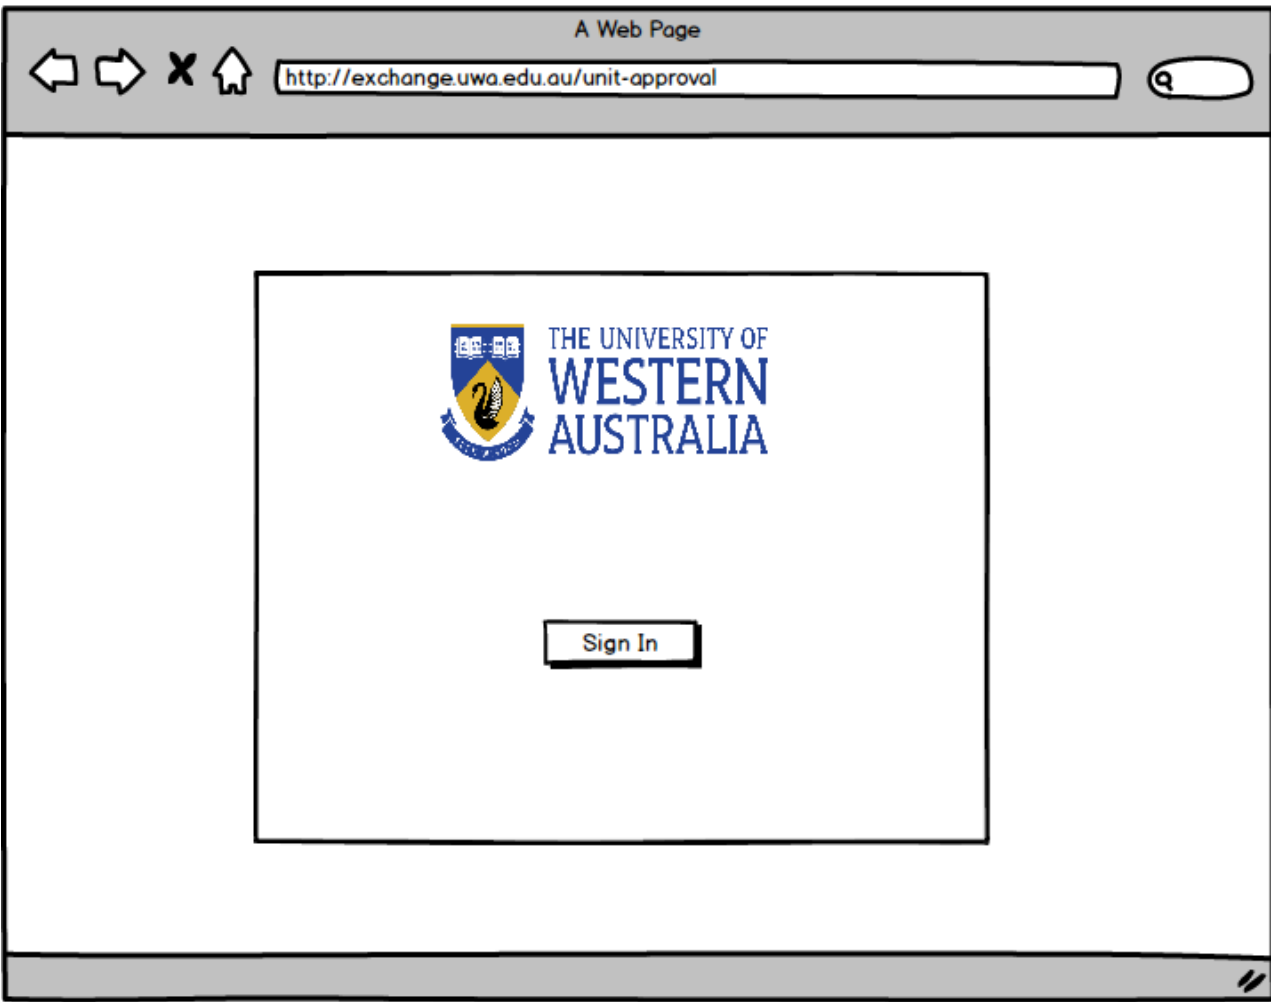 A Web Page
http://exchange.uwa.edu.au/unit-approval
THE UNIVERSITY OF
WESTERN
AUSTRALIA
Sign In